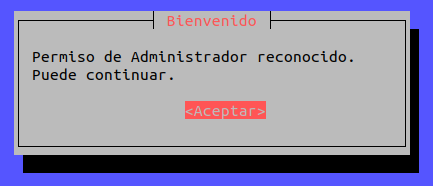 Bienvenido
Permiso de Administrador reconocido.
Puede continuar.
<Aceptar>